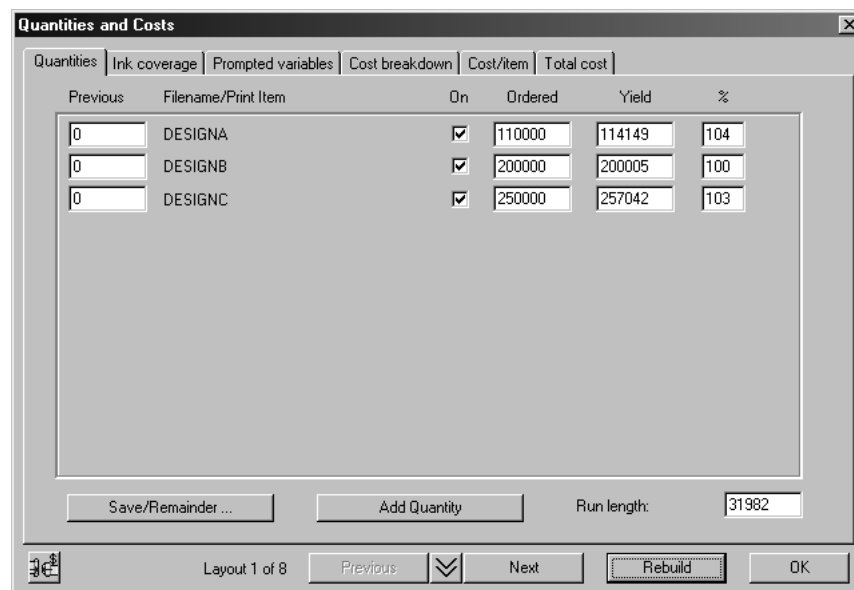 Quantities and Costs
Quantities Ink coverage Prompted variables Cost breakdown Cost/item Total cost
Previous Filename/Print Item On Ordered Yield %
0 DESIGNA 110000 114149 104
0 DESIGNB 200000 200005 100
0 DESIGNC 250000 257042 103
Save/Remainder ... Add Quantity Run length: 31982
Layout 1 of 8 Previous Next Rebuild OK